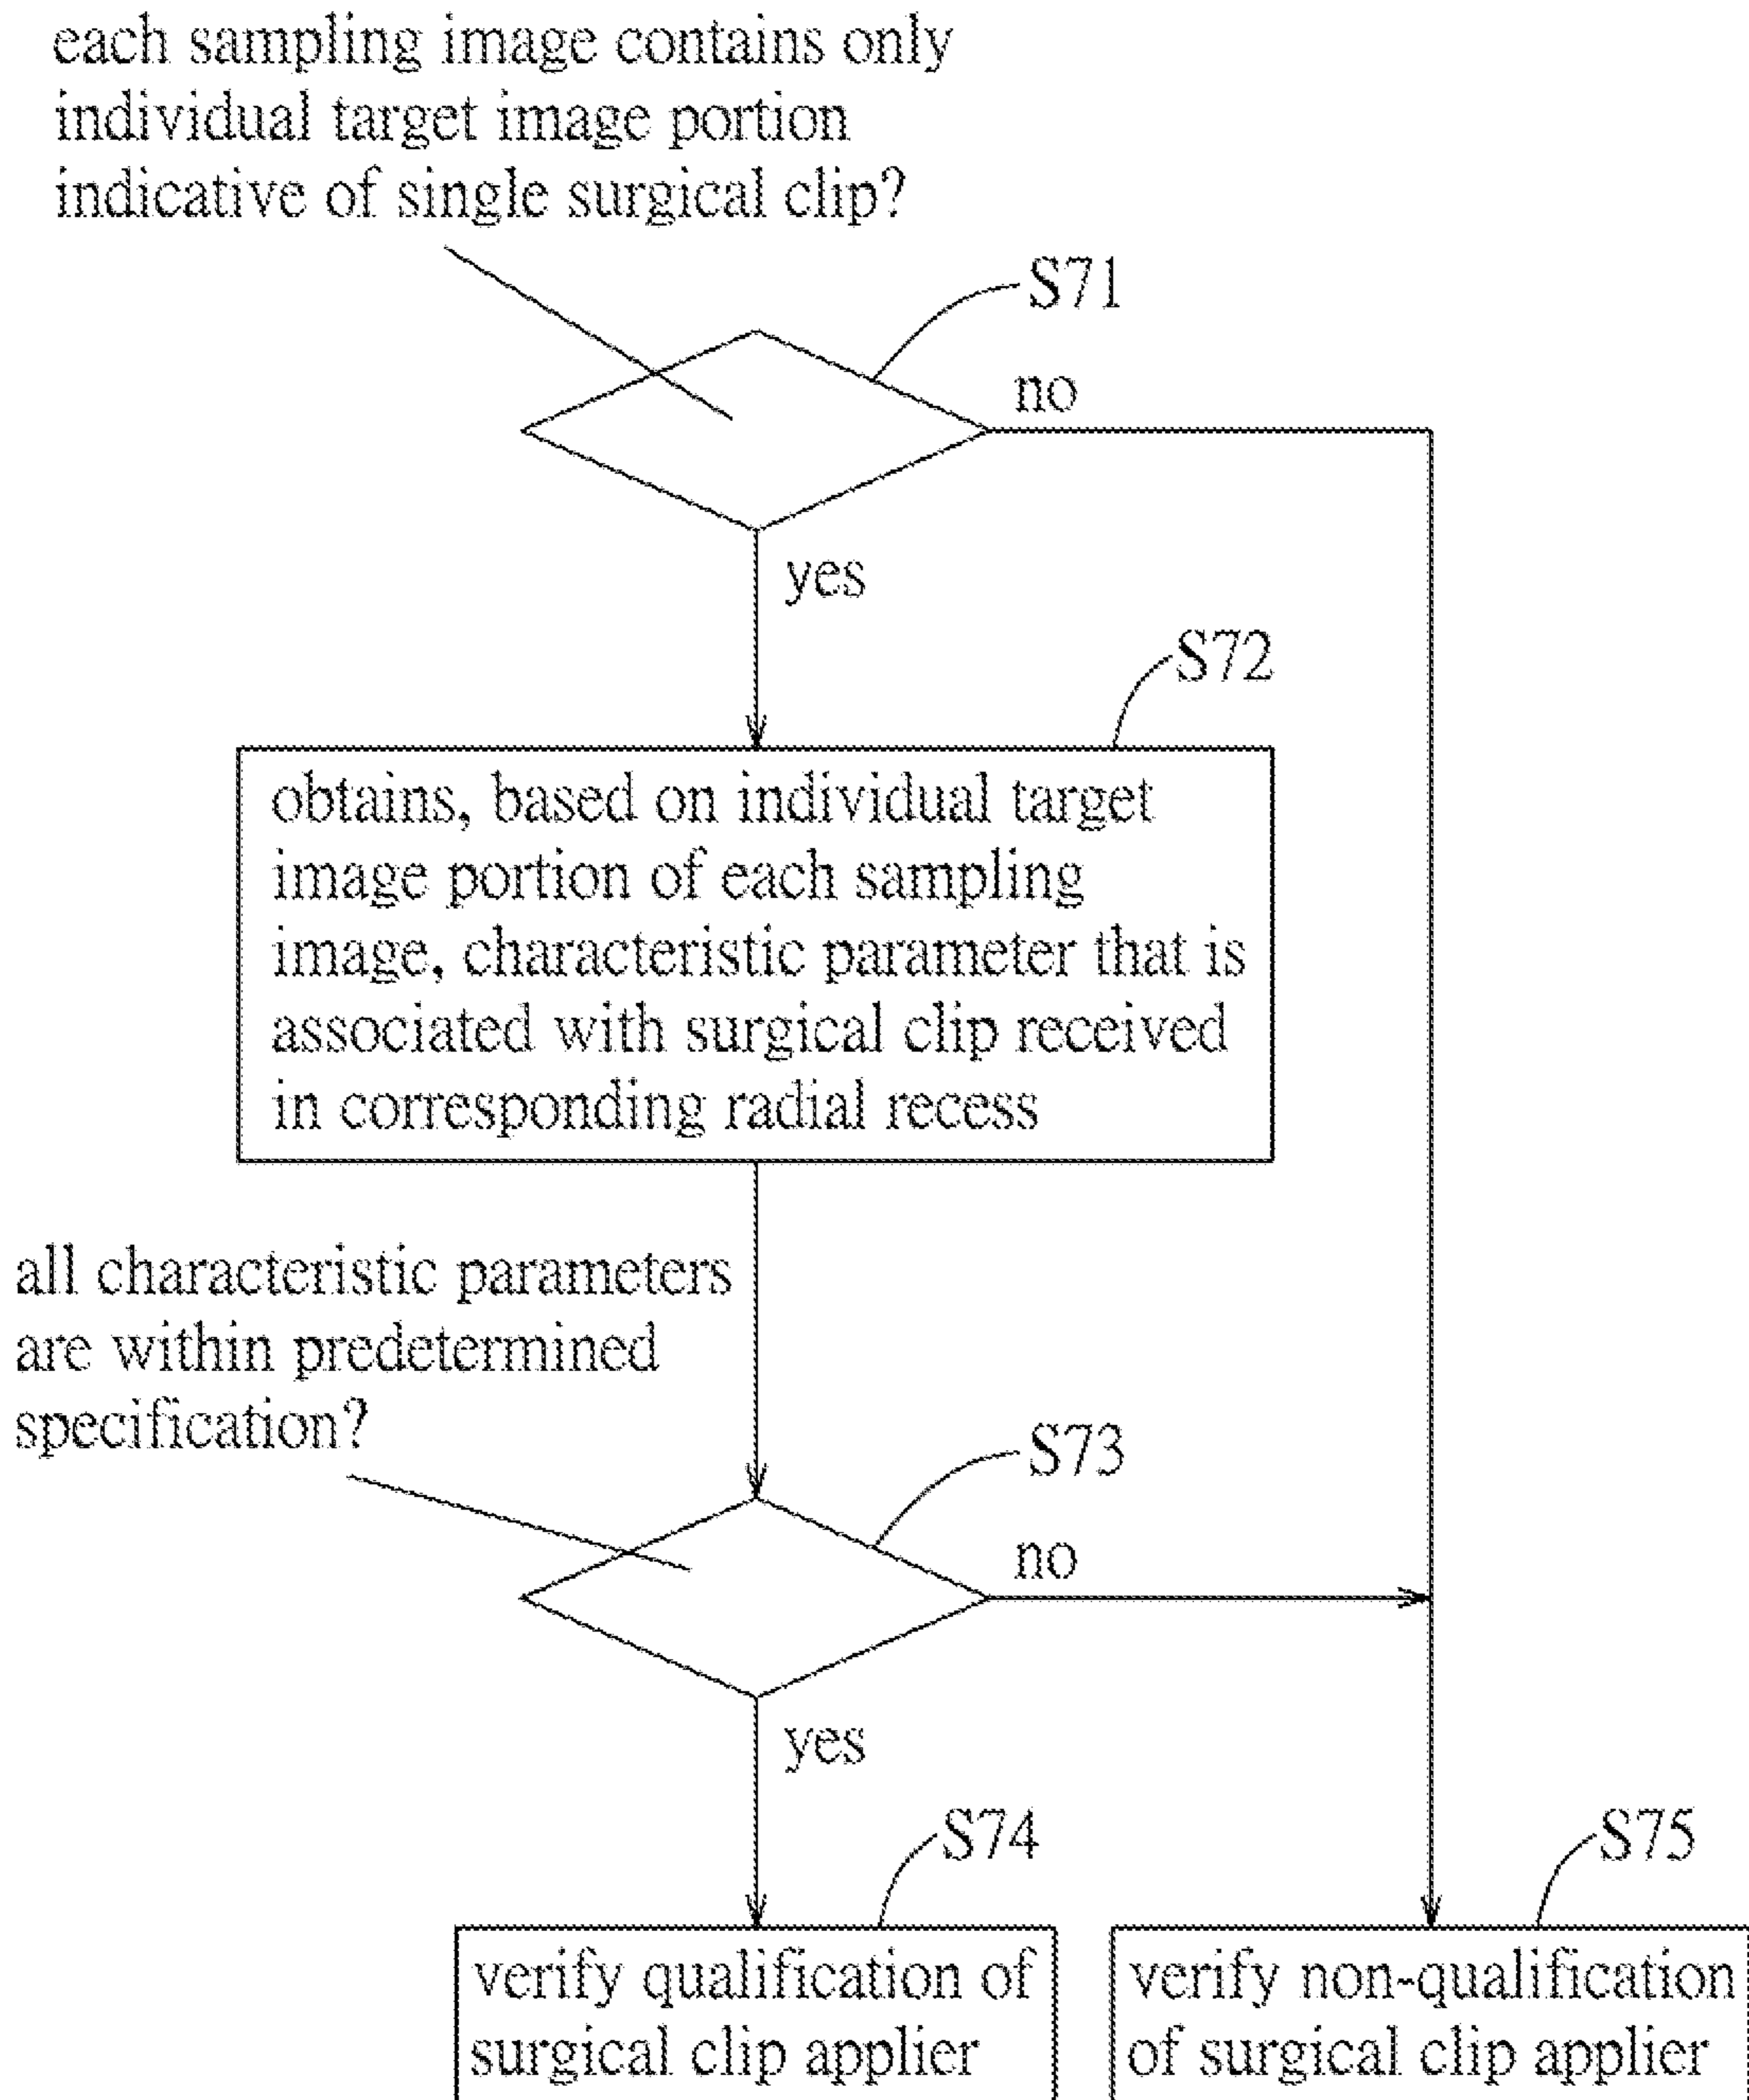 each sampling image contains only
individual target image portion
indicative of single surgical clip?
S71
no
yes
S72
obtains, based on individual target
image portion of each sampling
image, characteristic parameter that is
associated with surgical clip received
in corresponding radial recess
all characteristic parameters
are within predetermined
specification?
S73
no
yes
S74
verify qualification of
surgical clip applier
S75
verify non-qualification
of surgical clip applier